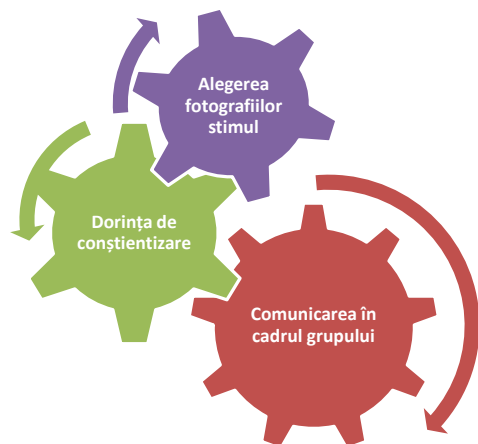 Alegerea
fotografiilor
stimul
Dorința de
conștientizare
Comunicarea în
cadrul grupului